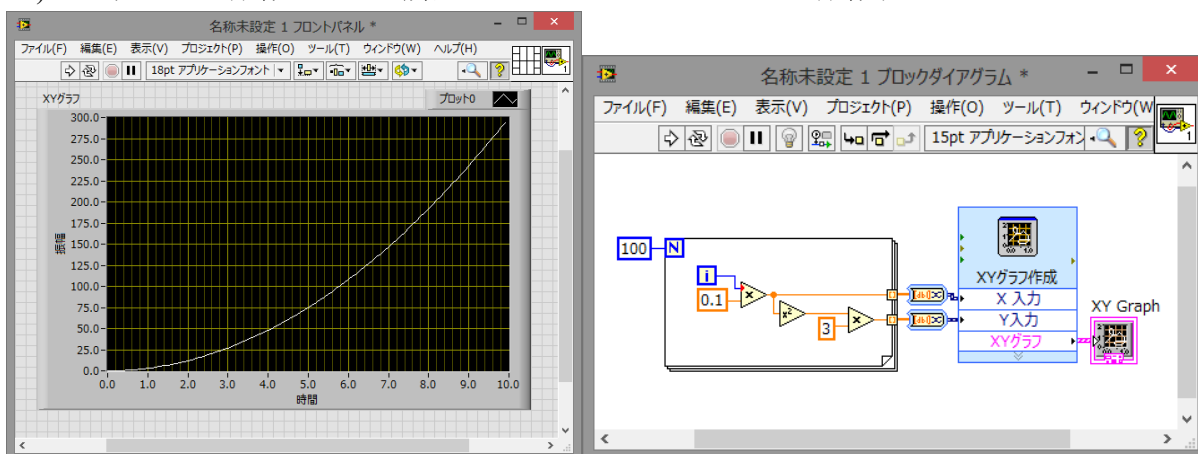 名称未設定 1 フロントパネル *
ファイル(F) 編集(E) 表示(V) プロジェクト(P) 操作(O) ツール(T) ウィンドウ(W) ヘルプ(H)
18pt アプリケーションフォント
1
XYグラフ
プロット0
300.0
275.0
250.0
225.0
200.0
175.0
150.0
125.0
100.0
75.0
50.0
25.0
0.0
振幅
0.0 1.0 2.0 3.0 4.0 5.0 6.0 7.0 8.0 9.0 10.0
時間
名称未設定 1 ブロックダイアグラム *
ファイル(F) 編集(E) 表示(V) プロジェクト(P) 操作(O) ツール(T) ウィンドウ(W
15pt アプリケーションフォン
1
100 N
i
0.1
x²
3
XYグラフ作成
X 入力
Y入力
XYグラフ
XY Graph